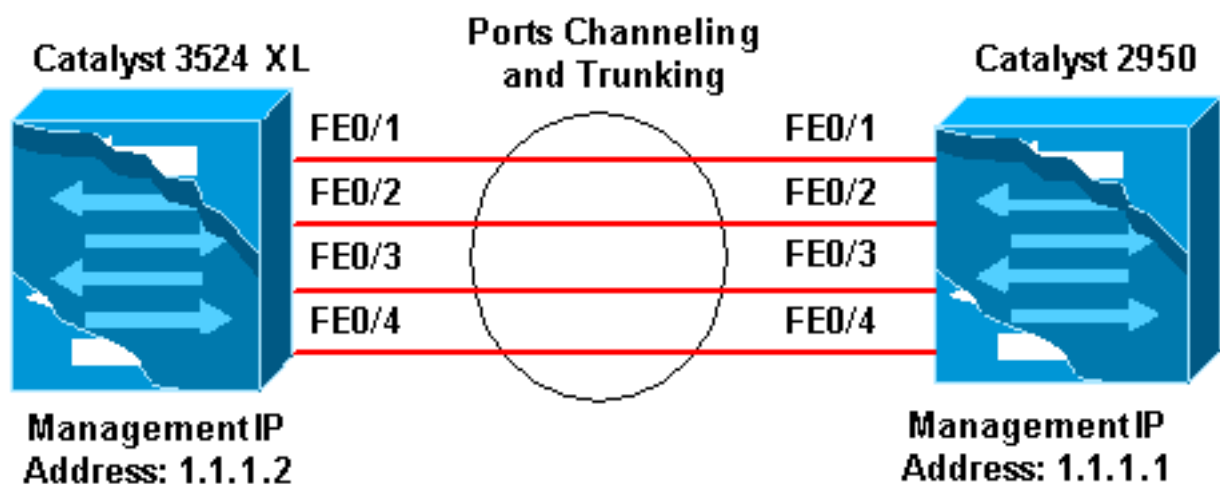 Ports Channeling
and Trunking
Catalyst 3524 XL
Catalyst 2950
FE0/1
FE0/1
FE0/2
FE0/2
FE0/3
FE0/3
FE0/4
FE0/4
Management IP
Address: 1.1.1.2
Management IP
Address: 1.1.1.1